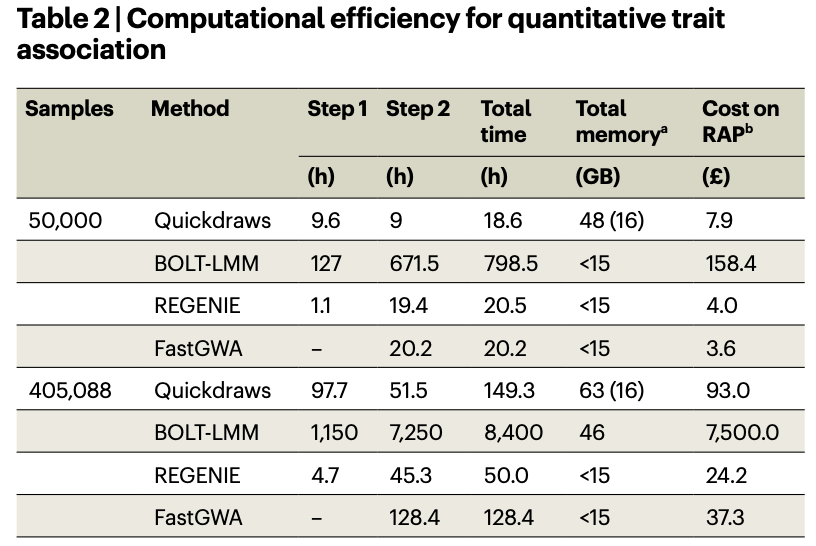 Table 2 | Computational efficiency for quantitative trait
association
Samples Method Step 1 Step 2 Total time Total memoryᵃ Cost on RAPᵇ
(h) (h) (h) (GB) (£)
50,000 Quickdraws 9.6 9 18.6 48 (16) 7.9
BOLT-LMM 127 671.5 798.5 <15 158.4
REGENIE 1.1 19.4 20.5 <15 4.0
FastGWA – 20.2 20.2 <15 3.6
405,088 Quickdraws 97.7 51.5 149.3 63 (16) 93.0
BOLT-LMM 1,150 7,250 8,400 46 7,500.0
REGENIE 4.7 45.3 50.0 <15 24.2
FastGWA – 128.4 128.4 <15 37.3